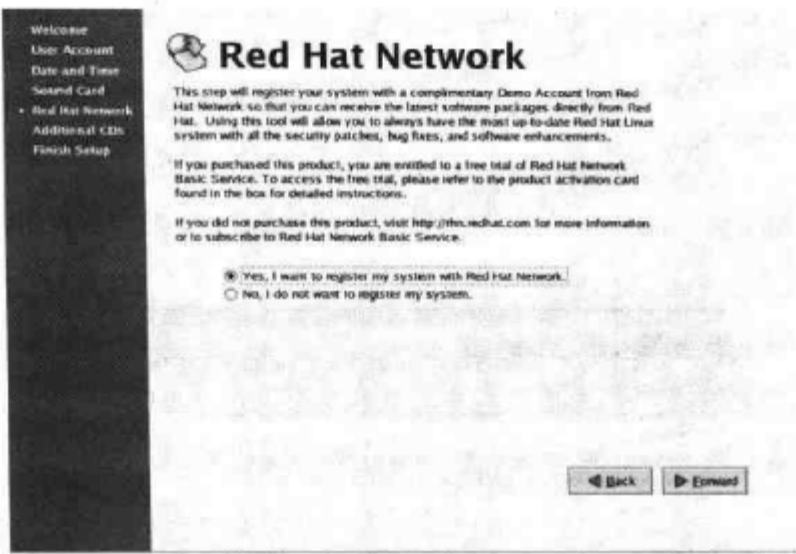 Welcome
User Account
Date and Time
Sound Card
Red Hat Network
Additional CDs
Finish Setup
Red Hat Network
This step will register your system with a complimentary Demo Account from Red
Hat Network so that you can receive the latest software packages directly from Red
Hat. Using this tool will allow you to always have the most up-to-date Red Hat Linux
system with all the security patches, bug fixes, and software enhancements.
If you purchased this product, you are entitled to a free trial of Red Hat Network
Basic Service. To access the free trial, please refer to the product activation card
found in the box for detailed instructions.
If you did not purchase this product, visit http://rhn.redhat.com for more information
or to subscribe to Red Hat Network Basic Service.
Yes, I want to register my system with Red Hat Network.
No, I do not want to register my system.
Back
Forward